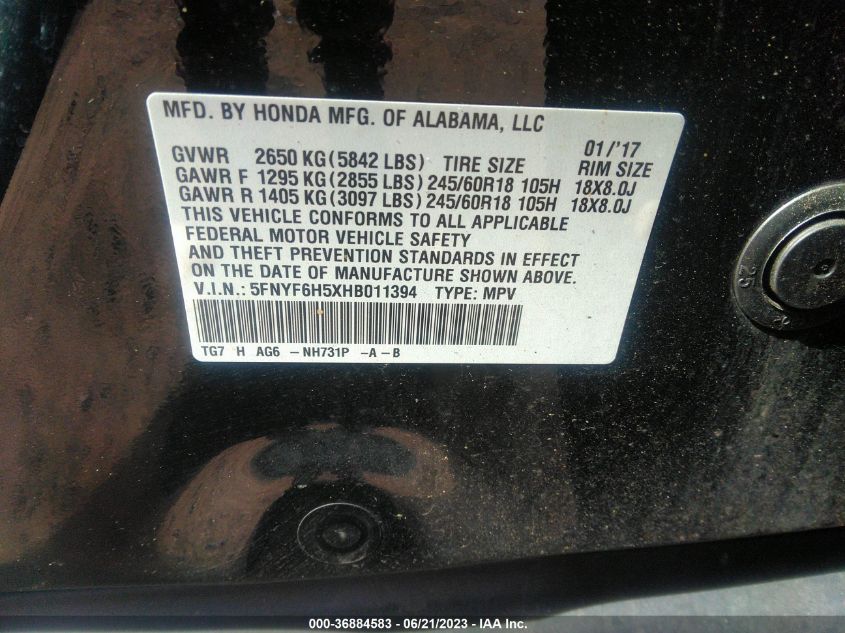 MFD. BY HONDA MFG. OF ALABAMA, LLC
01/'17
GVWR 2650 KG(5842 LBS) TIRE SIZE RIM SIZE
GAWR F 1295 KG(2855 LBS) 245/60R18 105H 18X8.0J
GAWR R 1405 KG(3097 LBS) 245/60R18 105H 18X8.0J
THIS VEHICLE CONFORMS TO ALL APPLICABLE
FEDERAL MOTOR VEHICLE SAFETY
AND THEFT PREVENTION STANDARDS IN EFFECT
ON THE DATE OF MANUFACTURE SHOWN ABOVE.
V.I.N.: 5FNYF6H5XHB011394 TYPE: MPV
TG7 H AG6 -NH731P -A-B
25
000-36884583 - 06/21/2023 - IAA Inc.